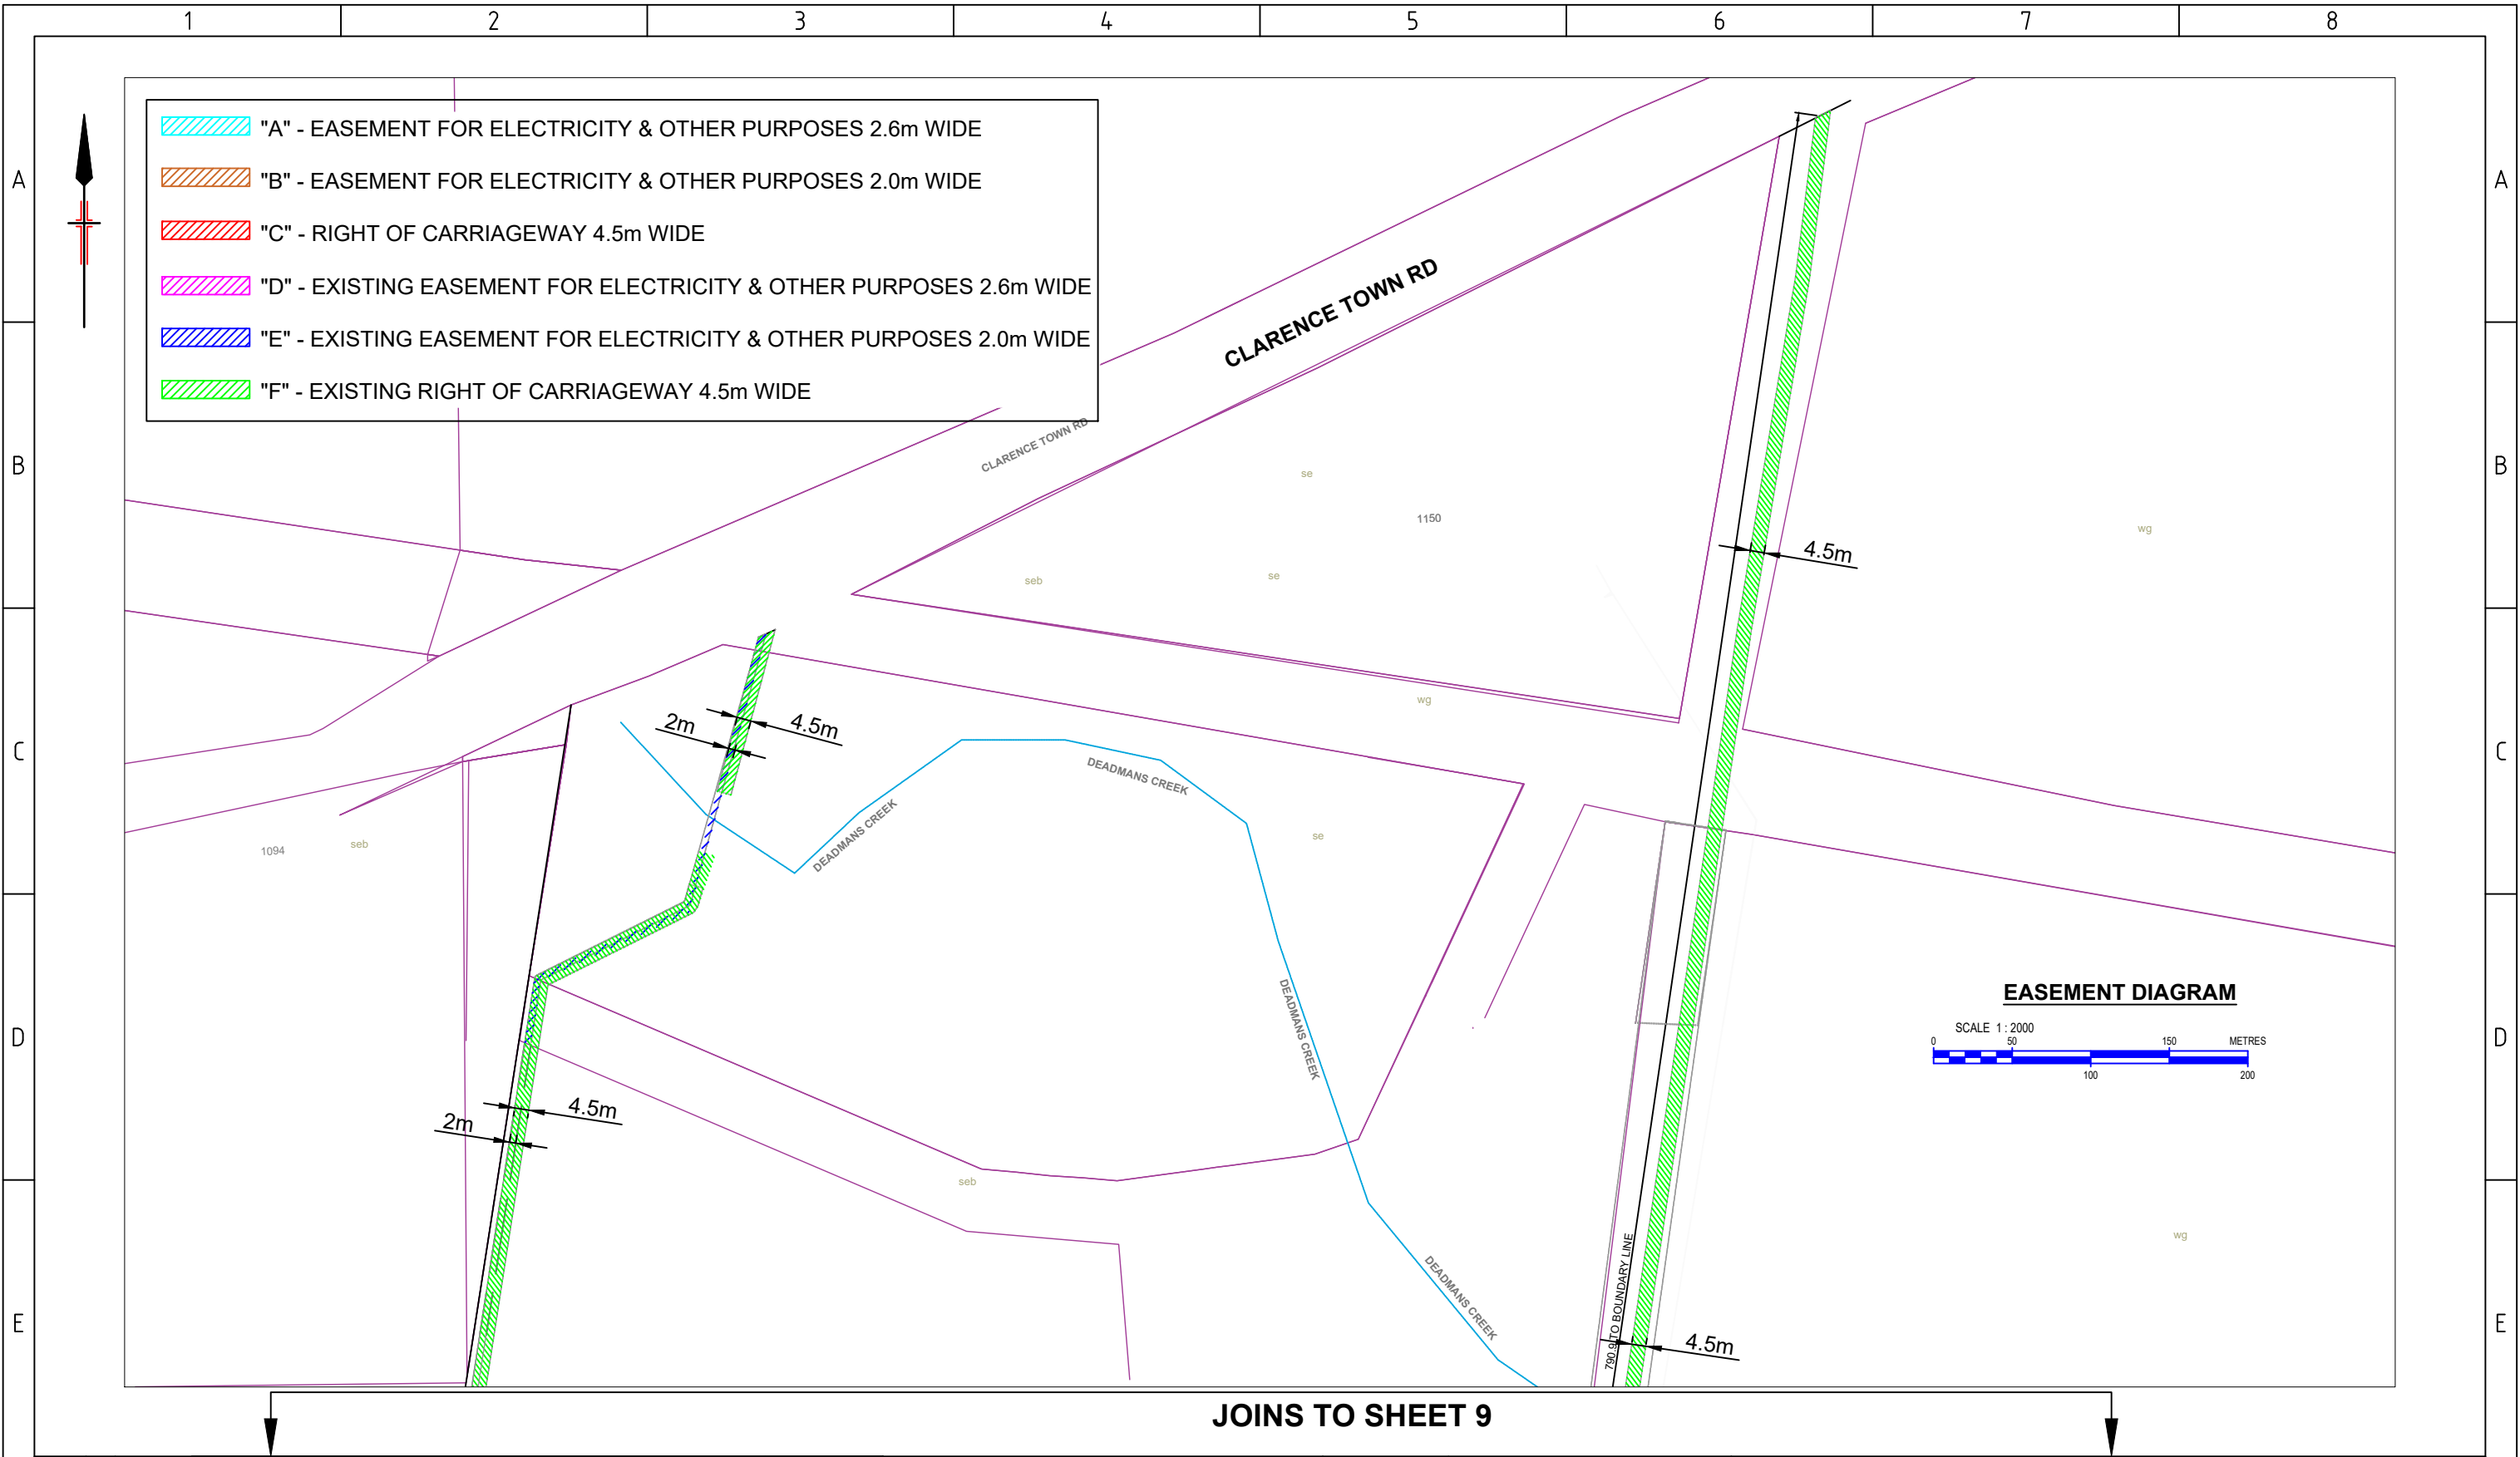 1 2 3 4 5 6 7 8
A A
B B
C C
D D
E E
"A" - EASEMENT FOR ELECTRICITY & OTHER PURPOSES 2.6m WIDE
"B" - EASEMENT FOR ELECTRICITY & OTHER PURPOSES 2.0m WIDE
"C" - RIGHT OF CARRIAGEWAY 4.5m WIDE
"D" - EXISTING EASEMENT FOR ELECTRICITY & OTHER PURPOSES 2.6m WIDE
"E" - EXISTING EASEMENT FOR ELECTRICITY & OTHER PURPOSES 2.0m WIDE
"F" - EXISTING RIGHT OF CARRIAGEWAY 4.5m WIDE
CLARENCE TOWN RD
CLARENCE TOWN RD
se
1150
wg
4.5m
seb
se
wg
2m
4.5m
DEADMANS CREEK
DEADMANS CREEK
se
1094
seb
DEADMANS CREEK
EASEMENT DIAGRAM
SCALE 1 : 2000
0 50 150 METRES
100 200
4.5m
2m
seb
wg
DEADMANS CREEK
790.9 TO BOUNDARY LINE
4.5m
JOINS TO SHEET 9